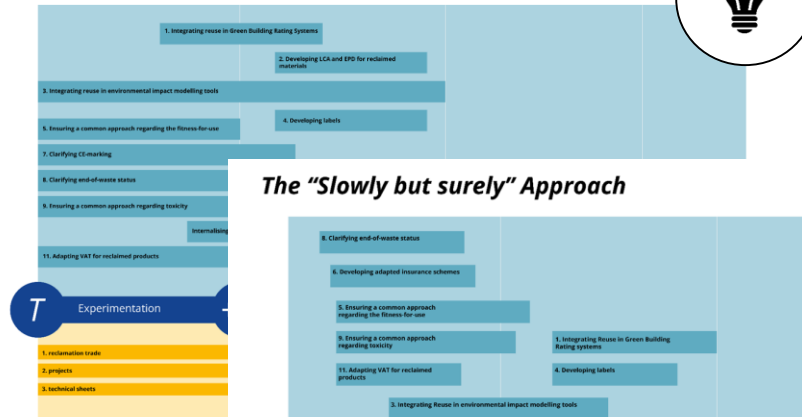 1. Integrating reuse in Green Building Rating Systems
2. Developing LCA and EPD for reclaimed
materials
3. Integrating reuse in environmental impact modelling tools
4. Developing labels
5. Ensuring a common approach regarding the fitness-for-use
7. Clarifying CE-marking
8. Clarifying end-of-waste status
9. Ensuring a common approach regarding toxicity
Internalising
11. Adapting VAT for reclaimed products
T
Experimentation
1. reclamation trade
2. projects
3. technical sheets
The “Slowly but surely” Approach
8. Clarifying end-of-waste status
6. Developing adapted insurance schemes
5. Ensuring a common approach
regarding the fitness-for-use
9. Ensuring a common approach
regarding toxicity
1. Integrating Reuse in Green Building
Rating systems
11. Adapting VAT for reclaimed
products
4. Developing labels
3. Integrating Reuse in environmental impact modelling tools